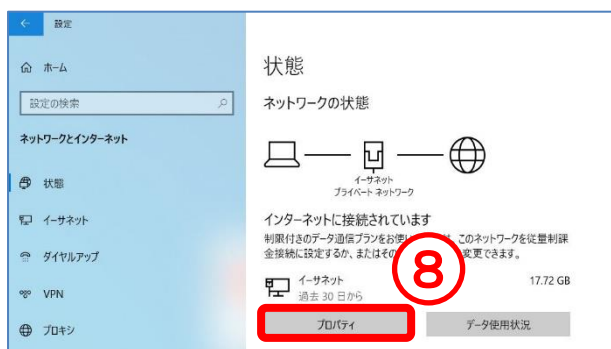 設定
ホーム
設定の検索
ネットワークとインターネット
状態
イーサネット
ダイヤルアップ
VPN
プロキシ
状態
ネットワークの状態
イーサネット
プライベート ネットワーク
インターネットに接続されています
制限付きのデータ通信プランをお使い このネットワークを従量制課
金接続に設定するか、またはその 変更できます。
⑧
イーサネット
過去 30 日から
17.72 GB
プロパティ
データ使用状況